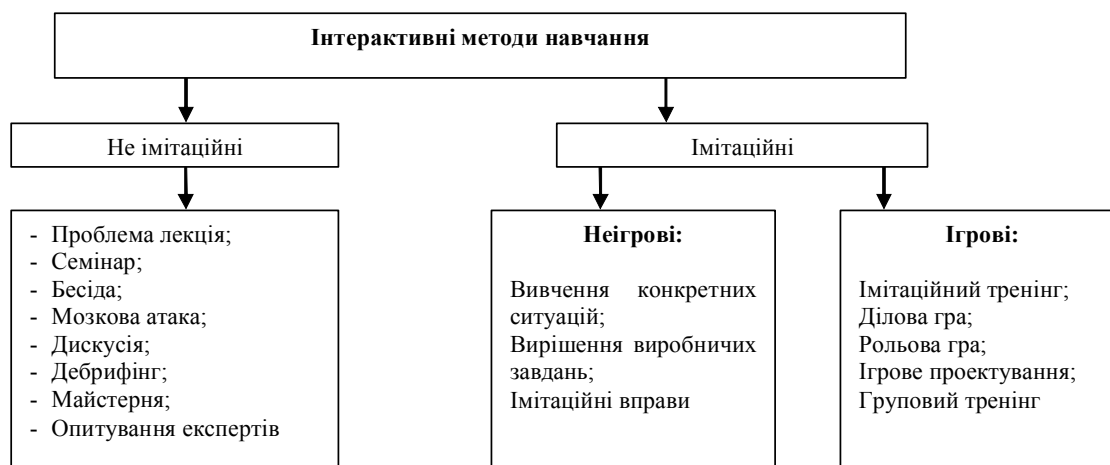 Інтерактивні методи навчання
Не імітаційні
Імітаційні
- Проблема лекція;
- Семінар;
- Бесіда;
- Мозкова атака;
- Дискусія;
- Дебрифінг;
- Майстерня;
- Опитування експертів
Неігрові:
Вивчення конкретних
ситуацій;
Вирішення виробничих
завдань;
Імітаційні вправи
Ігрові:
Імітаційний тренінг;
Ділова гра;
Рольова гра;
Ігрове проектування;
Груповий тренінг